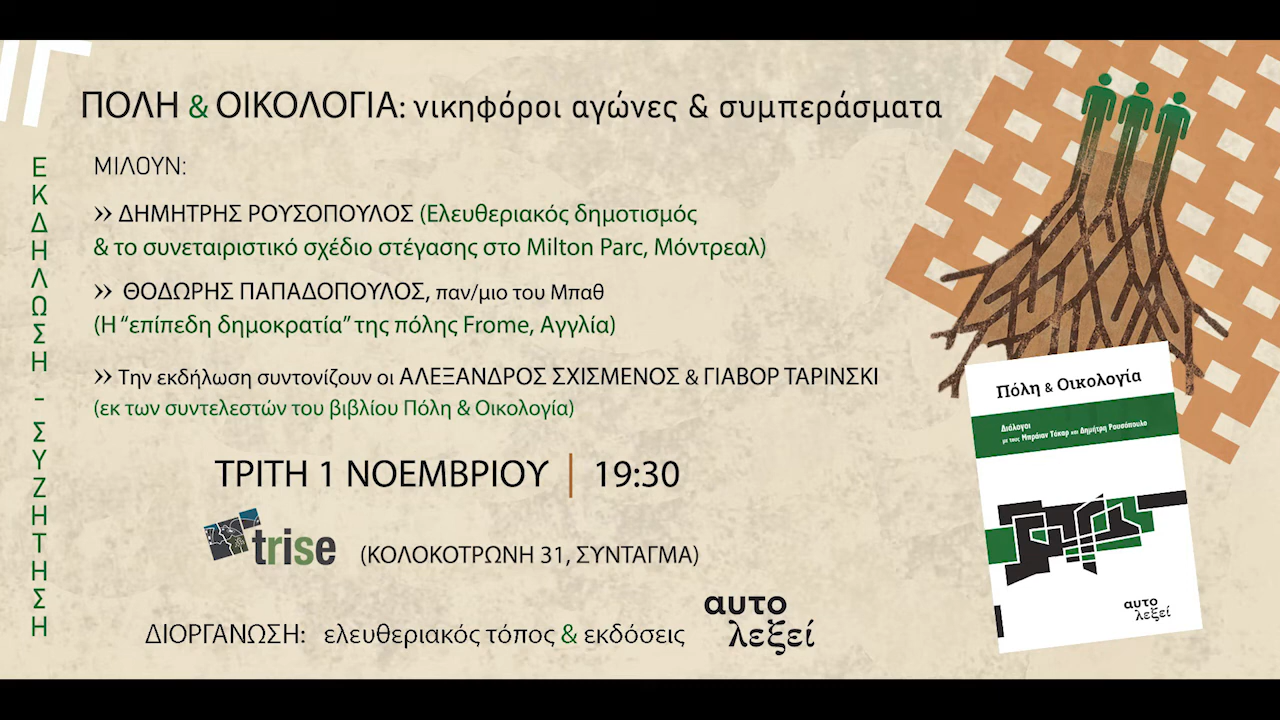 ΕΚΔΗΛΩΣΗ - ΣΥΖΗΤΗΣΗ
ΠΟΛΗ & ΟΙΚΟΛΟΓΙΑ: νικηφόροι αγώνες & συμπεράσματα
ΜΙΛΟΥΝ:
›› ΔΗΜΗΤΡΗΣ ΡΟΥΣΟΠΟΥΛΟΣ (Ελευθεριακός δημοτισμός
& το συνεταιριστικό σχέδιο στέγασης στο Milton Parc, Μόντρεαλ)
›› ΘΟΔΩΡΗΣ ΠΑΠΑΔΟΠΟΥΛΟΣ, παν/μιο του Μπαθ
(Η “επίπεδη δημοκρατία” της πόλης Frome, Αγγλία)
›› Την εκδήλωση συντονίζουν οι ΑΛΕΞΑΝΔΡΟΣ ΣΧΙΣΜΕΝΟΣ & ΓΙΑΒΟΡ ΤΑΡΙΝΣΚΙ
(εκ των συντελεστών του βιβλίου Πόλη & Οικολογία)
ΤΡΙΤΗ 1 ΝΟΕΜΒΡΙΟΥ | 19:30
trise (ΚΟΛΟΚΟΤΡΩΝΗ 31, ΣΥΝΤΑΓΜΑ)
ΔΙΟΡΓΑΝΩΣΗ: ελευθεριακός τόπος & εκδόσεις
αυτο
λεξεί
Πόλη & Οικολογία
Διάλογοι
με τους Μπράιαν Τόκαρ και Δημήτρη Ρουσόπουλο
αυτο
λεξεί